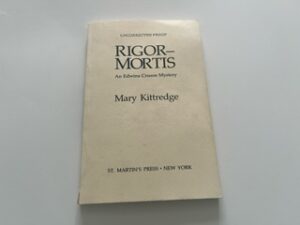 UNCORRECTED PROOF
RIGOR—
MORTIS
An Edwina Crusoe Mystery
Mary Kittredge
ST. MARTIN'S PRESS • NEW YORK